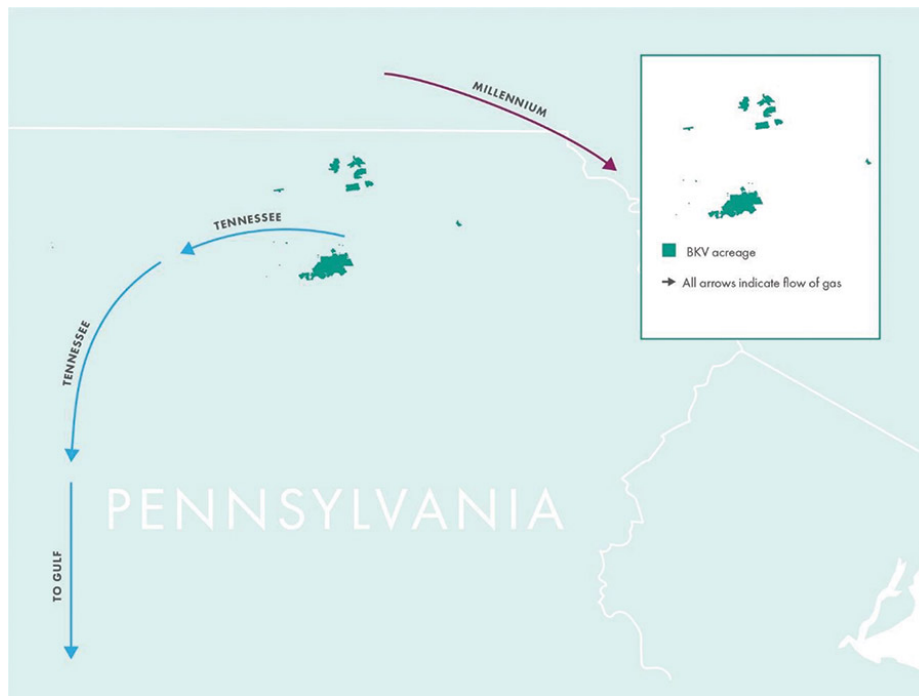 MILLENNIUM
TENNESSEE
TENNESSEE
BKV acreage
All arrows indicate flow of gas
PENNSYLVANIA
TO GULF